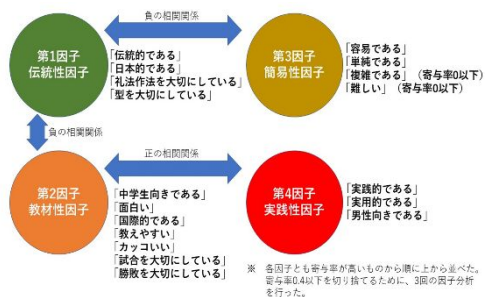 負の相関関係
第1因子
伝統性因子
「伝統的である」
「日本的である」
「礼法作法を大切にしている」
「型を大切にしている」
第3因子
簡易性因子
「容易である」
「単純である」
「複雑である」（寄与率0以下）
「難しい」（寄与率0以下）
負の相関関係
正の相関関係
第2因子
教材性因子
「中学生向きである」
「面白い」
「国際的である」
「教えやすい」
「カッコいい」
「試合を大切にしている」
「勝敗を大切にしている」
第4因子
実践性因子
「実践的である」
「実用的である」
「男性向きである」
※　各因子とも寄与率が高いものから順に上から並べた。
寄与率0.4以下を切り捨てるために、3回の因子分析
を行った。